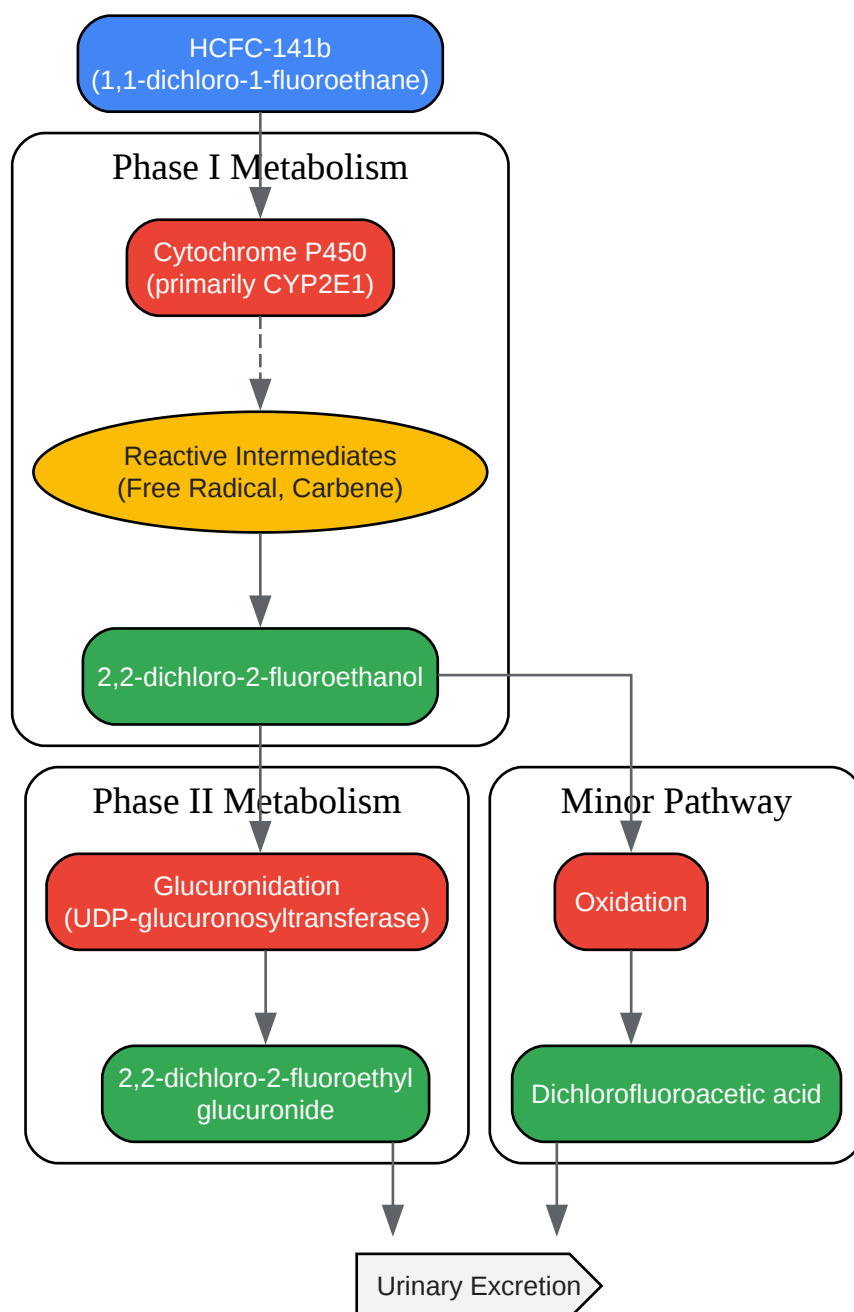 HCFC-141b
(1,1-dichloro-1-fluoroethane)
Phase I Metabolism
Cytochrome P450
(primarily CYP2E1)
Reactive Intermediates
(Free Radical, Carbene)
2,2-dichloro-2-fluoroethanol
Phase II Metabolism
Glucuronidation
(UDP-glucuronosyltransferase)
2,2-dichloro-2-fluoroethyl
glucuronide
Minor Pathway
Oxidation
Dichlorofluoroacetic acid
Urinary Excretion